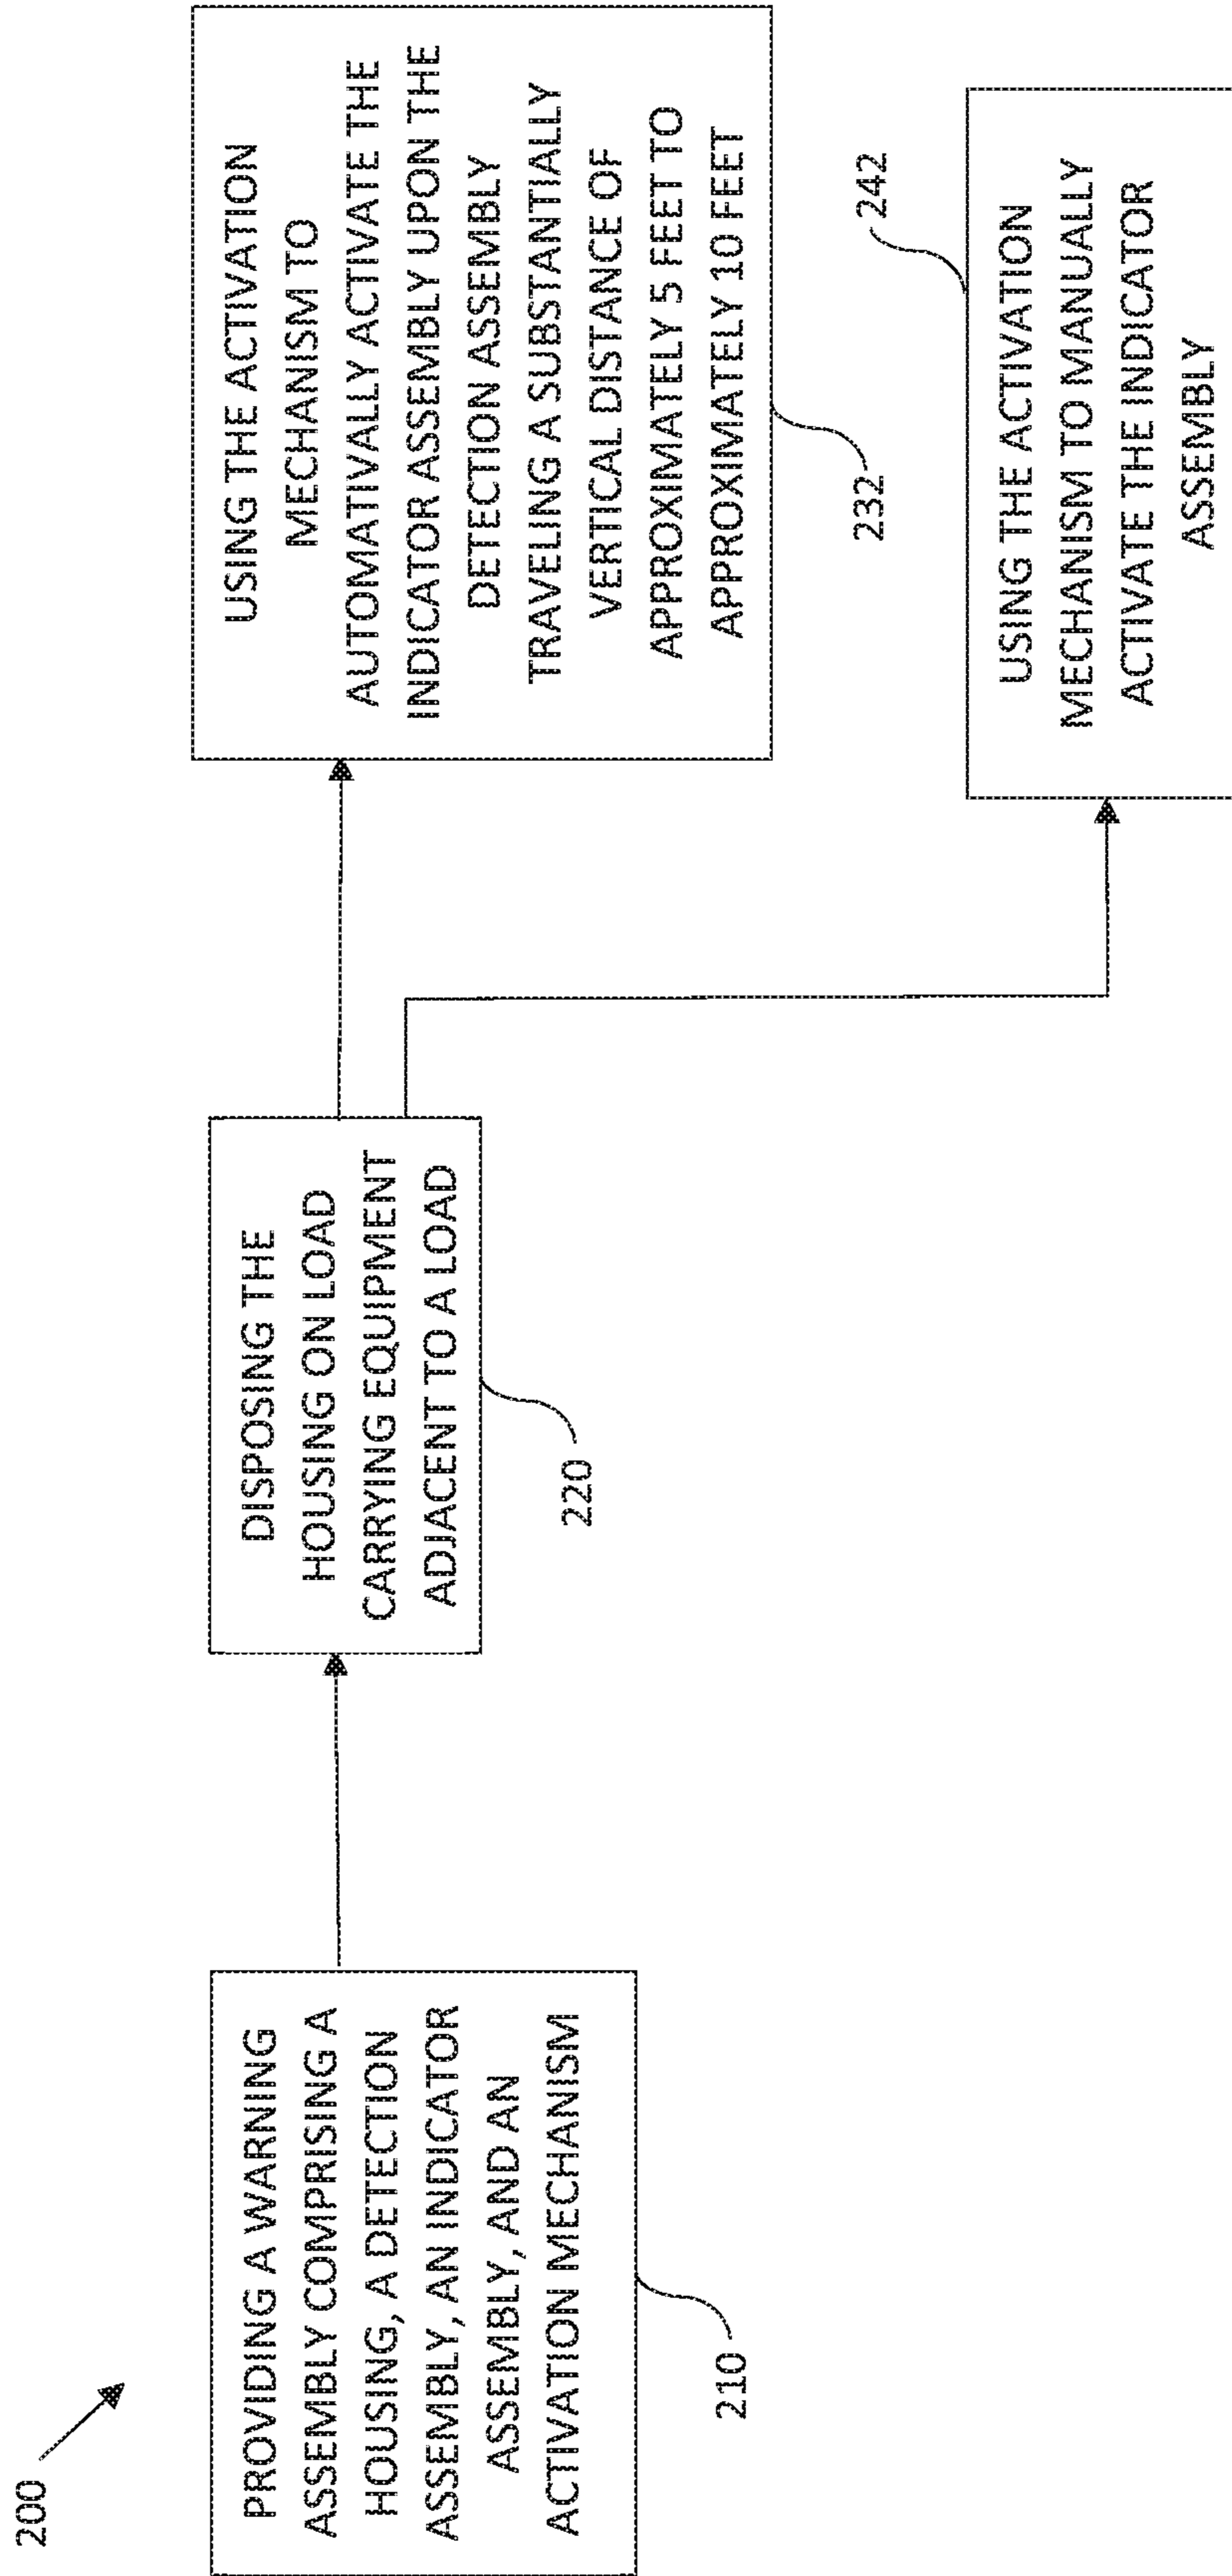 200
PROVIDING A WARNING
ASSEMBLY COMPRISING A
HOUSING, A DETECTION
ASSEMBLY, AN INDICATOR
ASSEMBLY, AND AN
ACTIVATION MECHANISM
210
DISPOSING THE
HOUSING ON LOAD
CARRYING EQUIPMENT
ADJACENT TO A LOAD
220
USING THE ACTIVATION
MECHANISM TO
AUTOMATIVALLY ACTIVATE THE
INDICATOR ASSEMBLY UPON THE
DETECTION ASSEMBLY
TRAVELING A SUBSTANTIALLY
VERTICAL DISTANCE OF
APPROXIMATELY 5 FEET TO
APPROXIMATELY 10 FEET
232
242
USING THE ACTIVATION
MECHANISM TO MANUALLY
ACTIVATE THE INDICATOR
ASSEMBLY